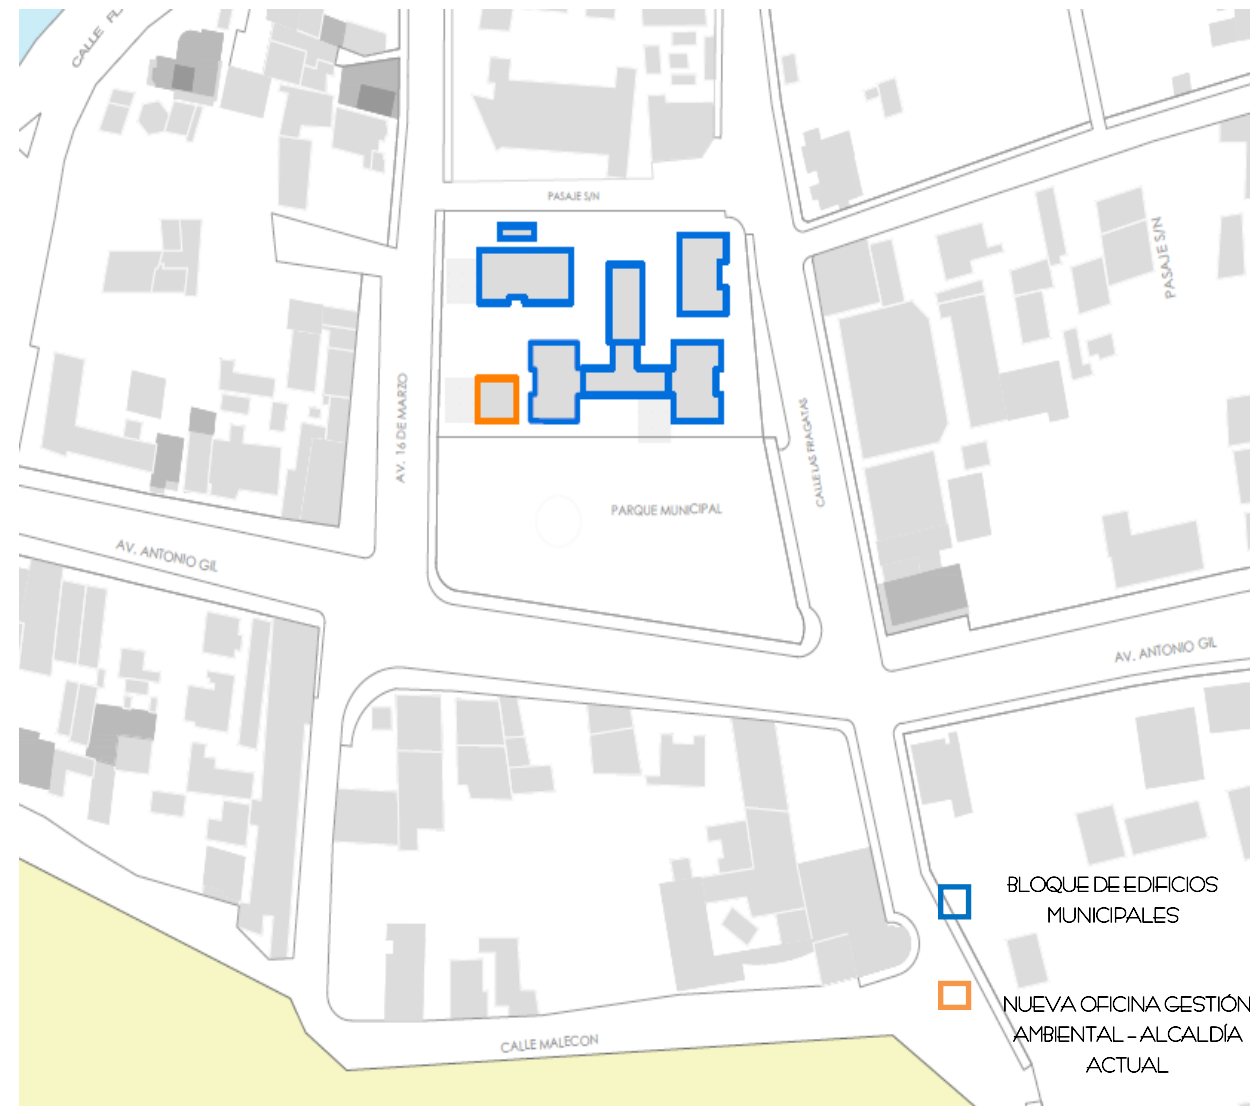 CALLE
PASAJE S/N
PASAJE S/N
AV. 16 DE MARZO
CALLE LAS FRAGATAS
PARQUE MUNICIPAL
AV. ANTONIO GIL
AV. ANTONIO GIL
BLOQUE DE EDIFICIOS
MUNICIPALES
NUEVA OFICINA GESTIÓN
AMBIENTAL - ALCALDÍA
ACTUAL
CALLE MALECON